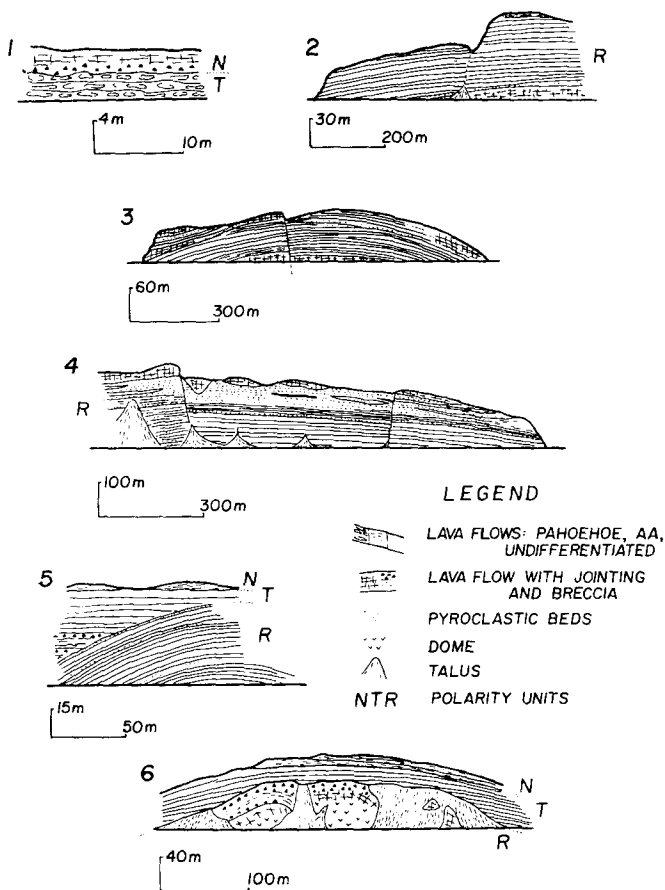 1
N
T
4m
10m
2
R
30m
200m
3
60m
300m
4
R
100m
300m
LEGEND
LAVA FLOWS: PAHOEHOE, AA,
UNDIFFERENTIATED
LAVA FLOW WITH JOINTING
AND BRECCIA
PYROCLASTIC BEDS
DOME
TALUS
NTR POLARITY UNITS
5
N
T
R
15m
50m
6
N
T
R
40m
100m